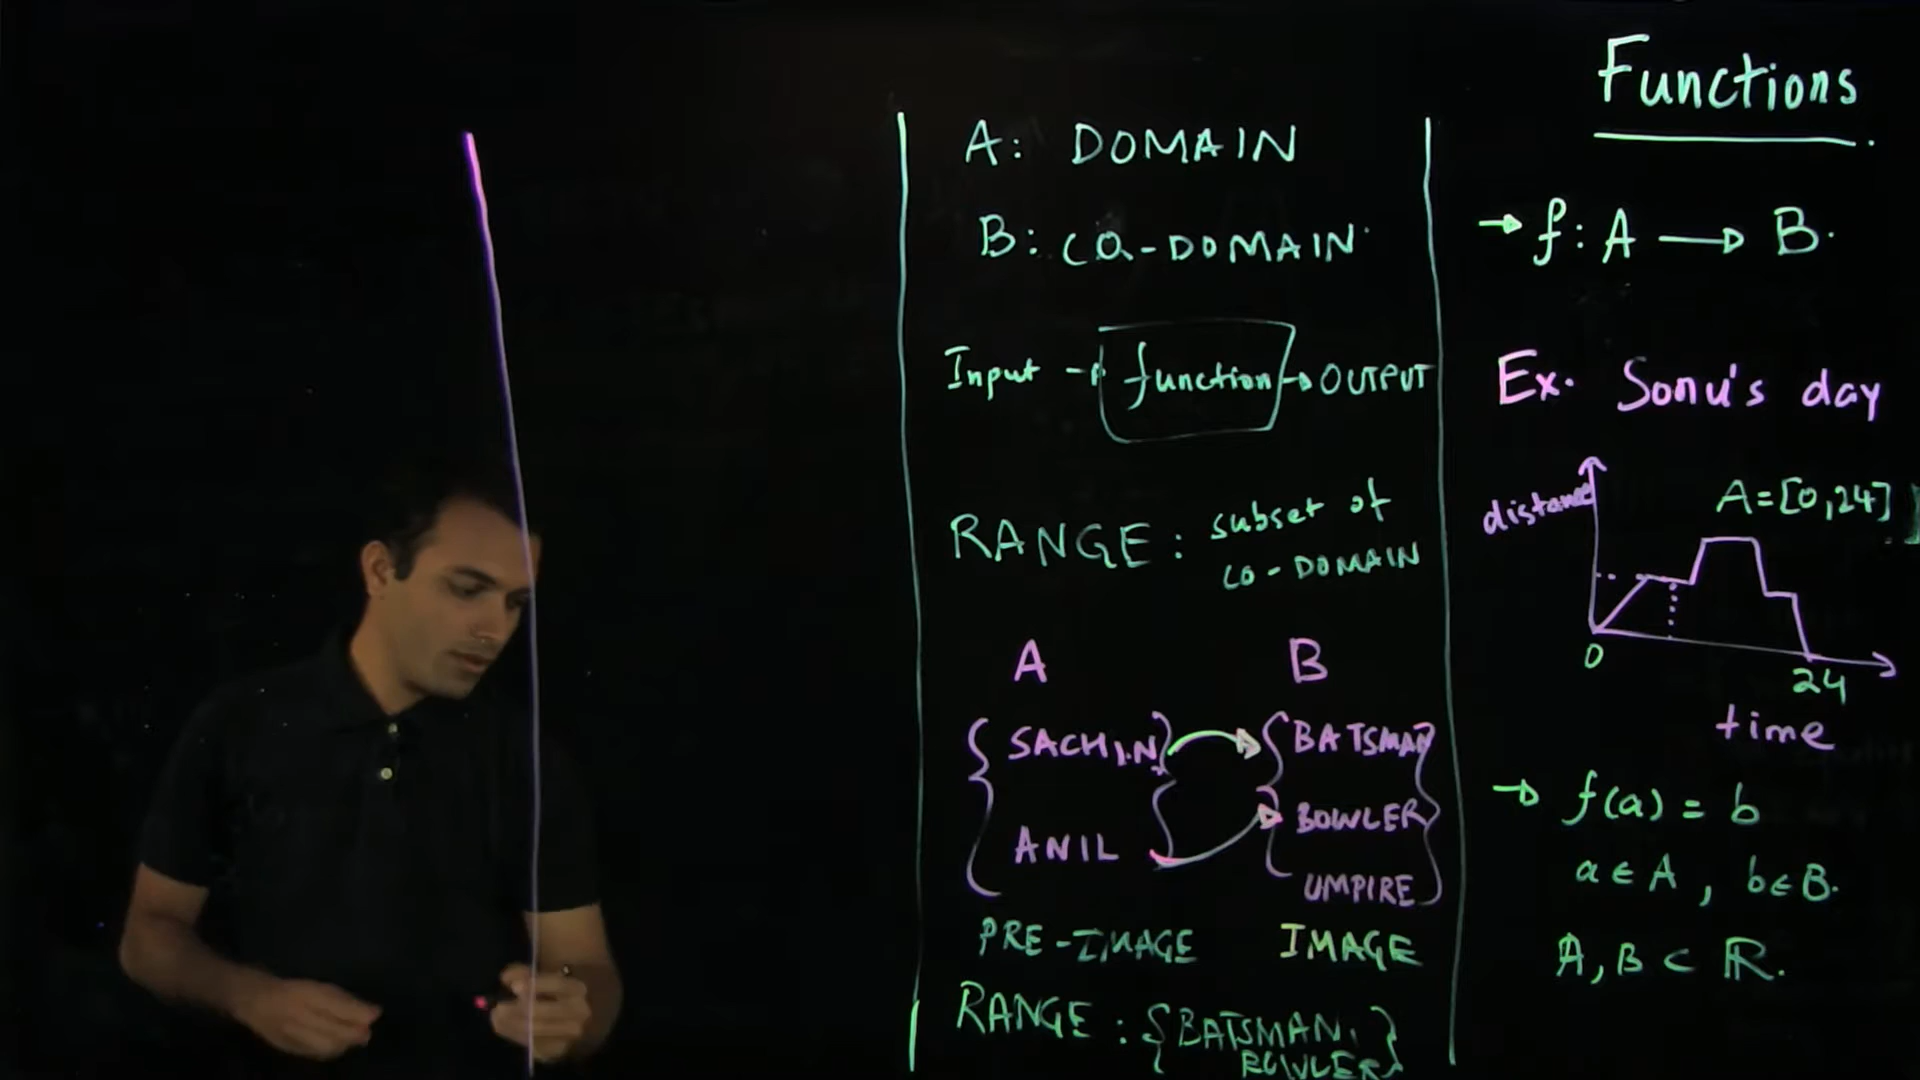 Functions
→ f: A → B.
Ex. Sonu's day
distance
A = [0,24]
0
24
time
→ f(a) = b
a ∈ A, b ∈ B.
A, B ⊂ ℝ.
A: DOMAIN
B: CO-DOMAIN
Input → function → OUTPUT
RANGE: subset of
CO-DOMAIN
A B
{ SACHIN } { BATSMAN }
ANIL BOWLER
UMPIRE
PRE-IMAGE IMAGE
RANGE: { BATSMAN,
BOWLER }